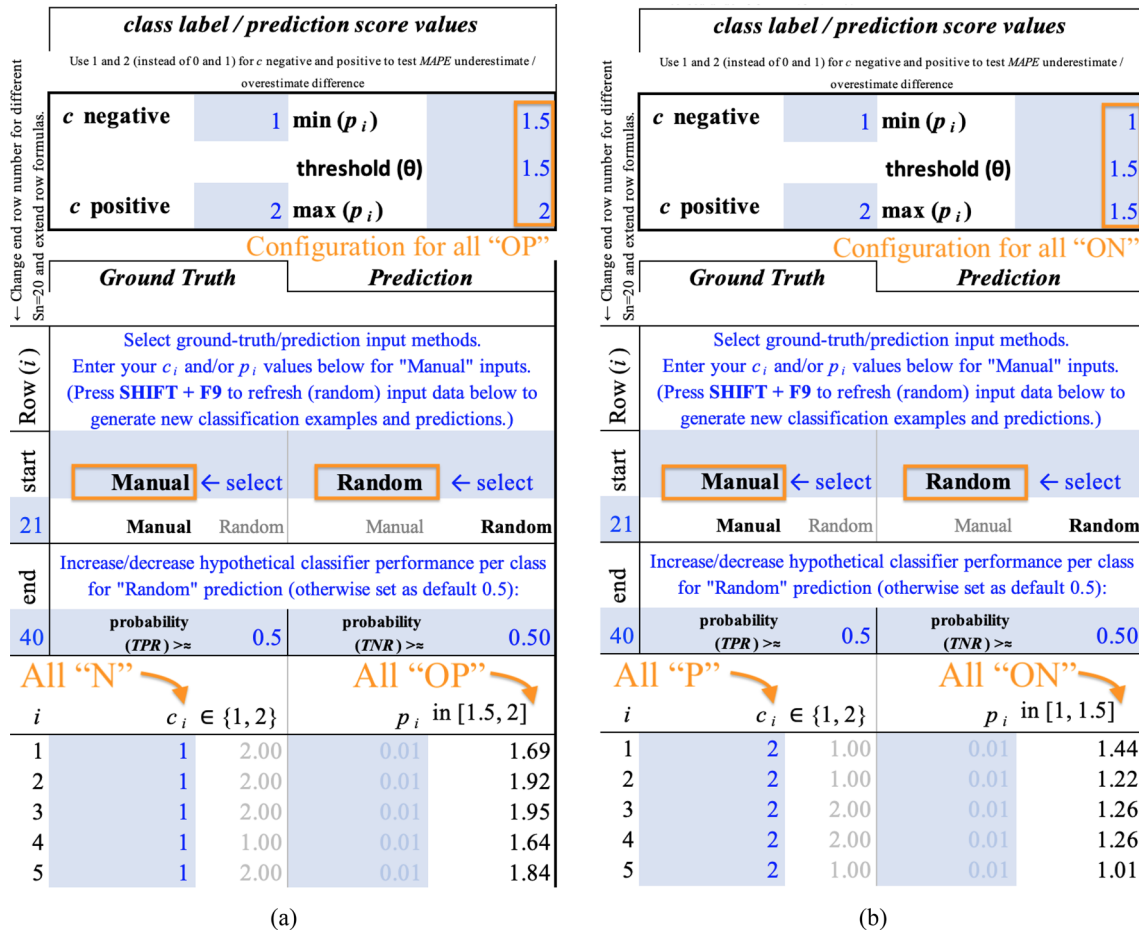 class label / prediction score values
Use 1 and 2 (instead of 0 and 1) for c negative and positive to test MAPE underestimate /
overestimate difference
← Change end row number for different
Sn=20 and extend row formulas.
c negative 1 min (p i) 1.5
threshold (θ) 1.5
c positive 2 max (p i) 2
Configuration for all “OP”
Ground Truth Prediction
Row (i)
Select ground-truth/prediction input methods.
Enter your c i and/or p i values below for "Manual" inputs.
(Press SHIFT + F9 to refresh (random) input data below to
generate new classification examples and predictions.)
start
Manual ← select Random ← select
21 Manual Random Manual Random
end
Increase/decrease hypothetical classifier performance per class
for "Random" prediction (otherwise set as default 0.5):
40 probability (TPR) >≈ 0.5 probability (TNR) >≈ 0.50
All “N” All “OP”
i c i ∈ {1, 2} p i in [1.5, 2]
1 1 2.00 0.01 1.69
2 1 2.00 0.01 1.92
3 1 2.00 0.01 1.95
4 1 1.00 0.01 1.64
5 1 2.00 0.01 1.84
(a)
class label / prediction score values
Use 1 and 2 (instead of 0 and 1) for c negative and positive to test MAPE underestimate /
overestimate difference
← Change end row number for different
Sn=20 and extend row formulas.
c negative 1 min (p i) 1
threshold (θ) 1.5
c positive 2 max (p i) 1.5
Configuration for all “ON”
Ground Truth Prediction
Row (i)
Select ground-truth/prediction input methods.
Enter your c i and/or p i values below for "Manual" inputs.
(Press SHIFT + F9 to refresh (random) input data below to
generate new classification examples and predictions.)
start
Manual ← select Random ← select
21 Manual Random Manual Random
end
Increase/decrease hypothetical classifier performance per class
for "Random" prediction (otherwise set as default 0.5):
40 probability (TPR) >≈ 0.5 probability (TNR) >≈ 0.50
All “P” All “ON”
i c i ∈ {1, 2} p i in [1, 1.5]
1 2 1.00 0.01 1.44
2 2 1.00 0.01 1.22
3 2 2.00 0.01 1.26
4 2 2.00 0.01 1.26
5 2 1.00 0.01 1.01
(b)